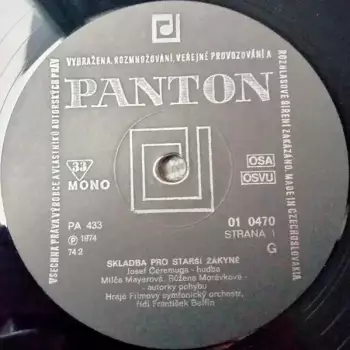 VŠECHNA PRÁVA VÝROBCE A VLASTNÍKŮ AUTORSKÝCH PRÁV VYHRAŽENA. ROZMNOŽOVÁNÍ, VEŘEJNÉ PROVOZOVÁNÍ A ROZHLASOVÉ ŠÍŘENÍ ZAKÁZÁNO. MADE IN CZECHOSLOVAKIA
PANTON
33
MONO
OSA
OSVU
PA 433
01 0470
STRANA 1
Ⓟ 1974
74 2
G
SKLADBA PRO STARŠÍ ŽÁKYNĚ
Josef Ceremuga - hudba
Milča Mayerová, Růžena Morávková -
- autorky pohybu
Hraje Filmový symfonický orchestr,
řídí František Belfín